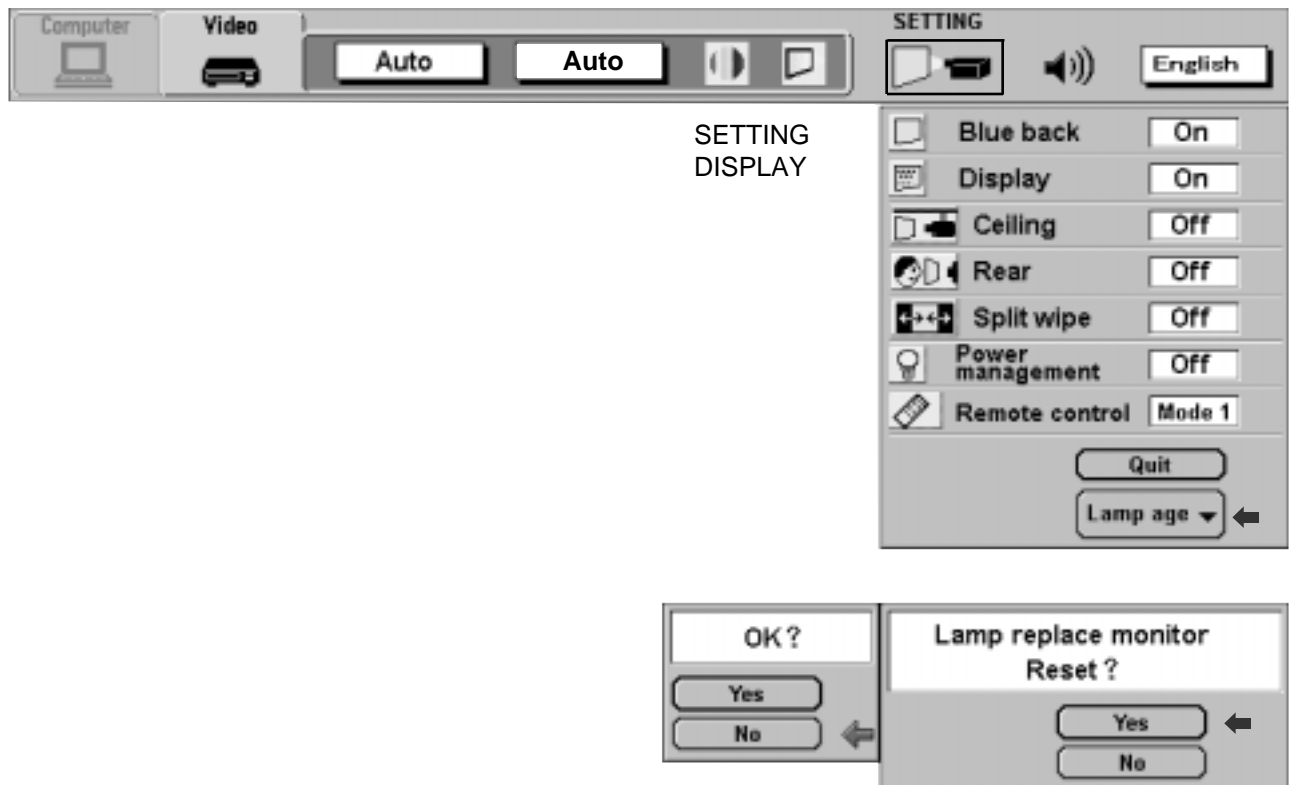 Computer
Video
Auto
Auto
SETTING
English
SETTING
DISPLAY
Blue back On
Display On
Ceiling Off
Rear Off
Split wipe Off
Power
management Off
Remote control Mode 1
Quit
Lamp age
OK?
Yes
No
Lamp replace monitor
Reset ?
Yes
No